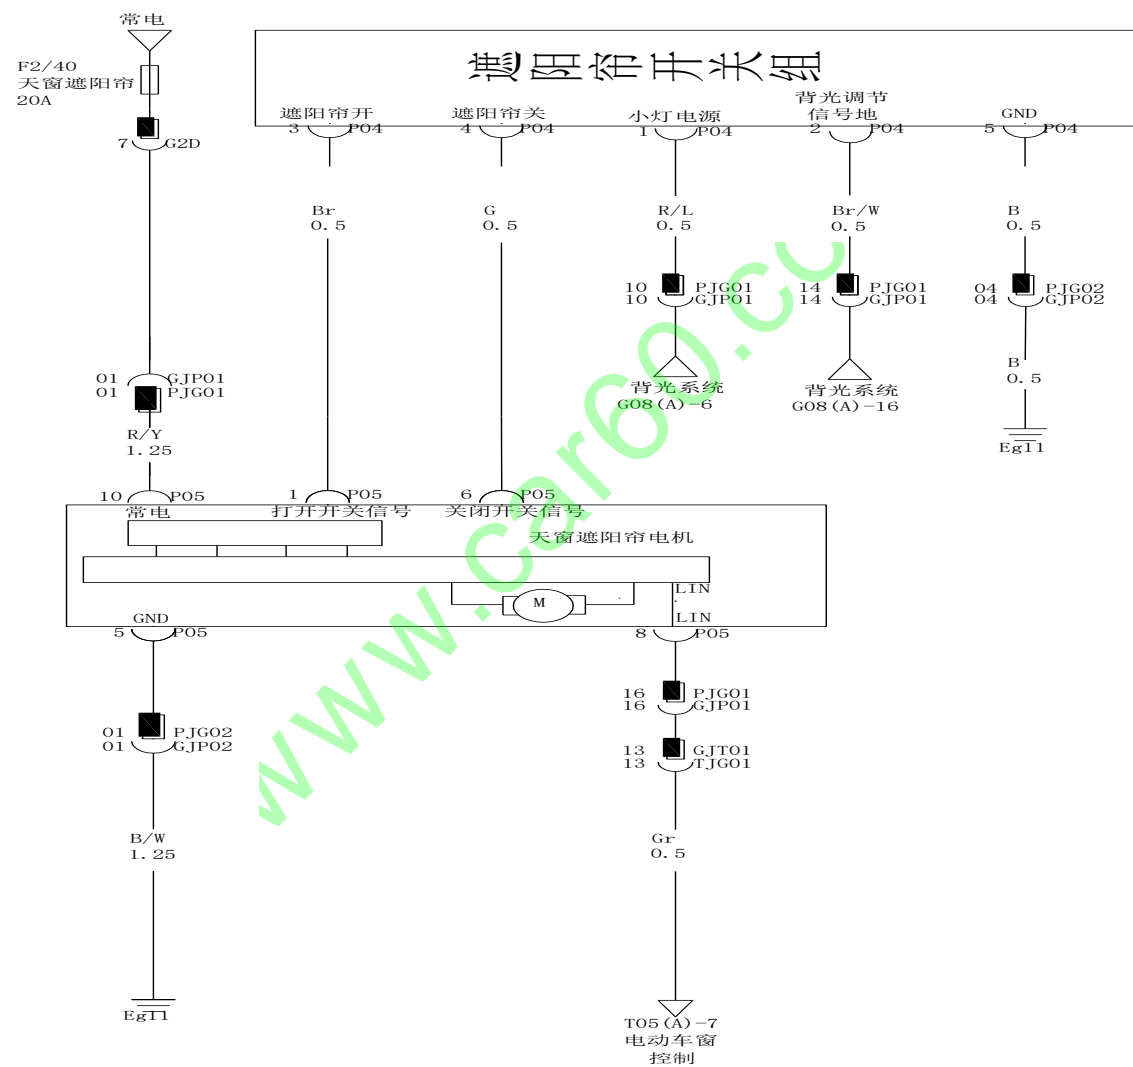 常电
F2/40
天窗遮阳帘
20A
7 G2D
遮阳帘开关组
遮阳帘开
遮阳帘关
小灯电源
背光调节
信号地
GND
3 P04
4 P04
1 P04
2 P04
5 P04
Br
0.5
G
0.5
R/L
0.5
Br/W
0.5
B
0.5
10 PJG01
10 GJP01
14 PJG01
14 GJP01
04 PJG02
04 GJP02
背光系统
G08(A)-6
背光系统
G08(A)-16
B
0.5
Eg11
01 GJP01
01 PJG01
R/Y
1.25
10 P05
1 P05
6 P05
常电
打开开关信号
关闭开关信号
天窗遮阳帘电机
M
LIN
LIN
GND
5 P05
8 P05
01 PJG02
01 GJP02
16 PJG01
16 GJP01
13 GJT01
13 TJG01
B/W
1.25
Gr
0.5
Eg11
T05(A)-7
电动车窗
控制
www.car60.co